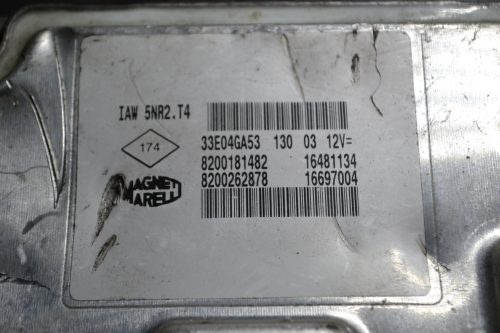 IAW 5NR2.T4
174
33E04GA53 130 03 12V=
8200181482 16481134
8200262878 16697004
MAGNETI
MARELLI